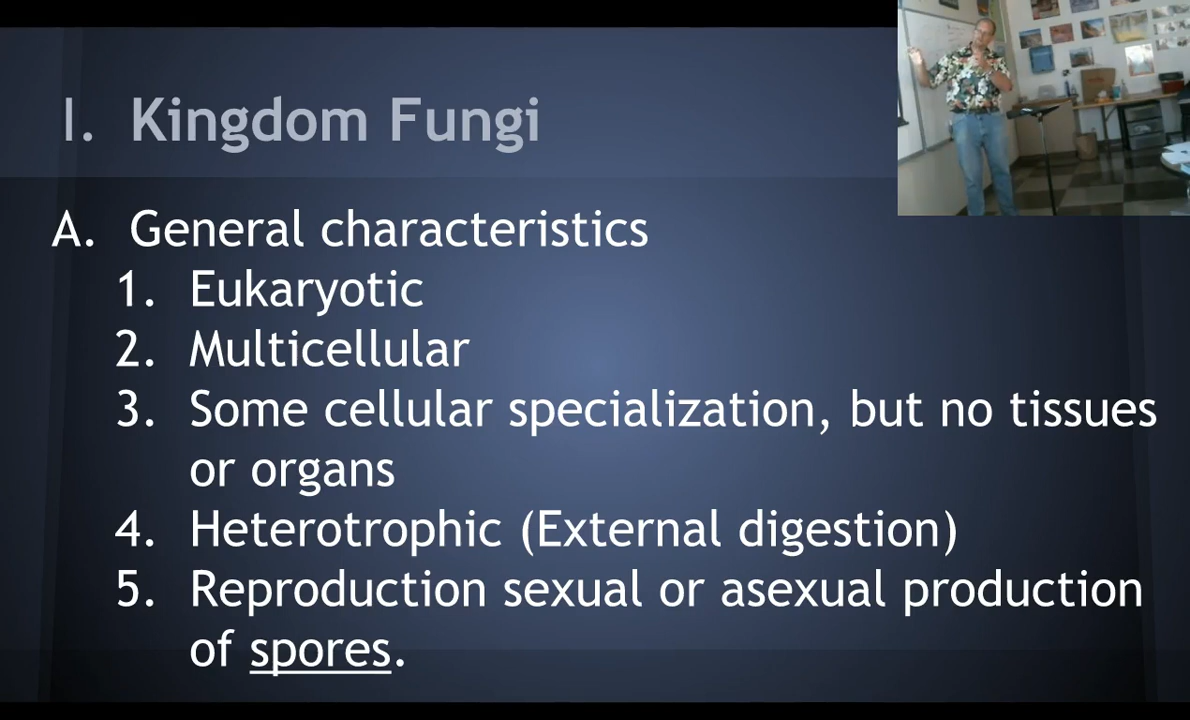 I. Kingdom Fungi
A. General characteristics
1. Eukaryotic
2. Multicellular
3. Some cellular specialization, but no tissues
or organs
4. Heterotrophic (External digestion)
5. Reproduction sexual or asexual production
of spores.